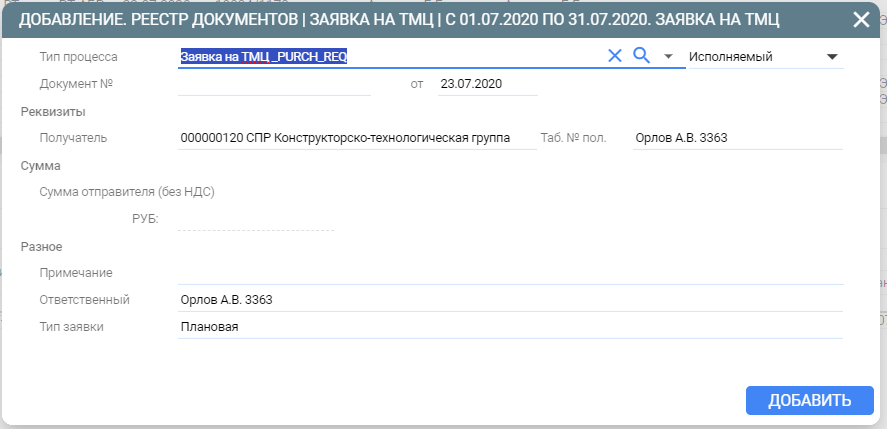 ДОБАВЛЕНИЕ. РЕЕСТР ДОКУМЕНТОВ | ЗАЯВКА НА ТМЦ | С 01.07.2020 ПО 31.07.2020. ЗАЯВКА НА ТМЦ
Тип процесса Заявка на ТМЦ_PURCH_REQ Исполняемый
Документ № от 23.07.2020
Реквизиты
Получатель 000000120 СПР Конструкторско-технологическая группа Таб. № пол. Орлов А.В. 3363
Сумма
Сумма отправителя (без НДС)
РУБ:
Разное
Примечание
Ответственный Орлов А.В. 3363
Тип заявки Плановая
ДОБАВИТЬ